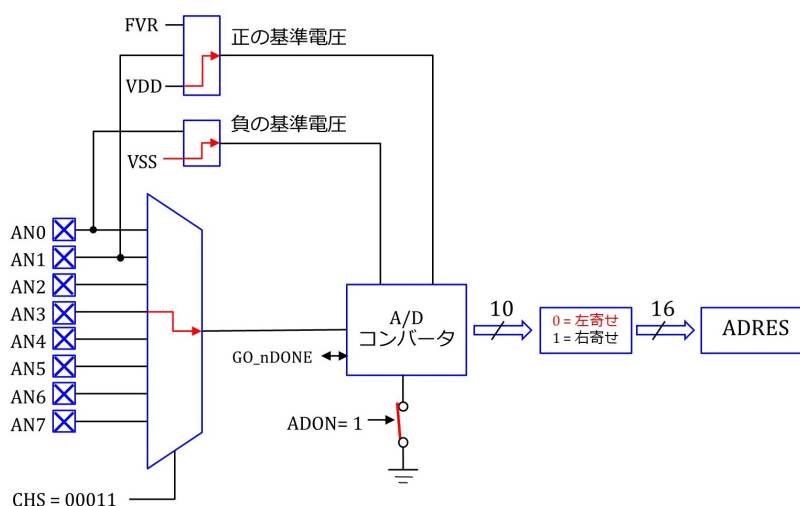 FVR
正の基準電圧
VDD
負の基準電圧
VSS
AN0
AN1
AN2
AN3
AN4
AN5
AN6
AN7
A/D
コンバータ
GO_nDONE
10
0 = 左寄せ
1 = 右寄せ
16
ADRES
ADON= 1
CHS = 00011